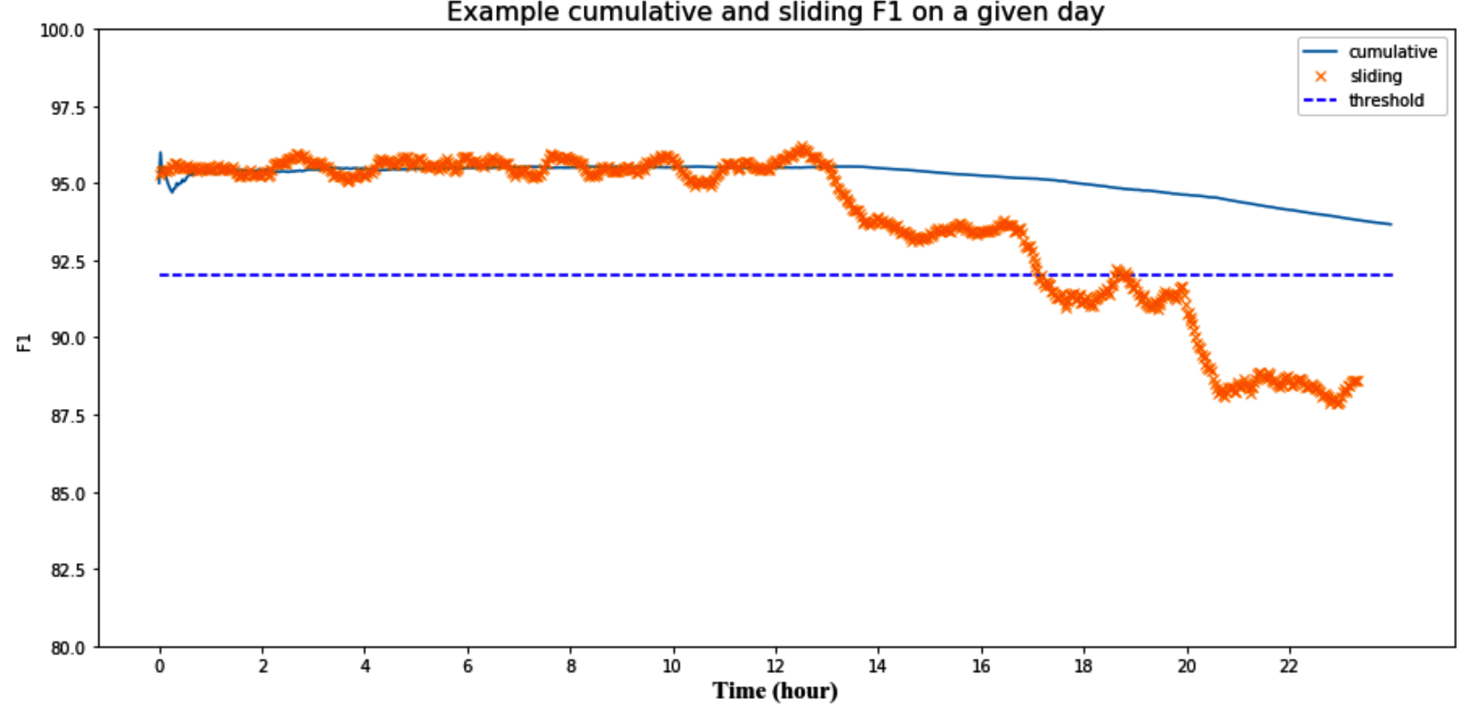 Example cumulative and sliding F1 on a given day
100.0
97.5
95.0
92.5
90.0
87.5
85.0
82.5
80.0
F1
cumulative
sliding
threshold
0 2 4 6 8 10 12 14 16 18 20 22
Time (hour)